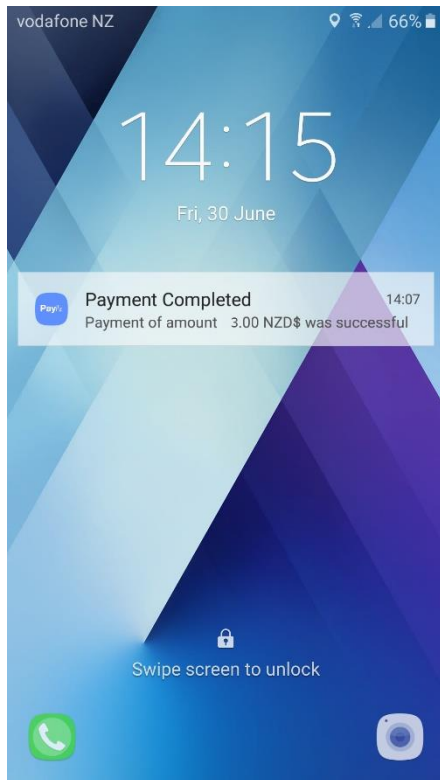 vodafone NZ 66%
14:15
Fri, 30 June
Payment Completed 14:07
Payment of amount 3.00 NZD$ was successful
Swipe screen to unlock